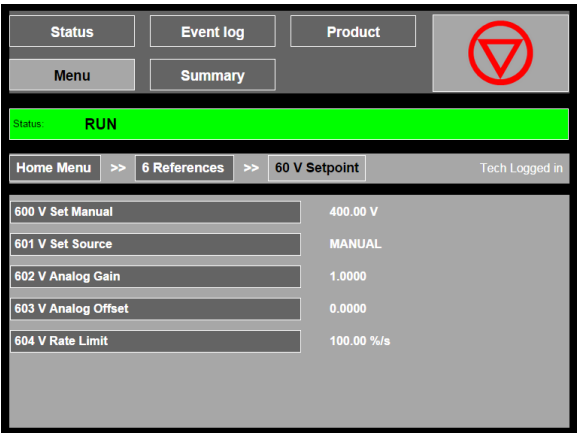 Status Event log Product
Menu Summary
Status: RUN
Home Menu >> 6 References >> 60 V Setpoint Tech Logged in
600 V Set Manual 400.00 V
601 V Set Source MANUAL
602 V Analog Gain 1.0000
603 V Analog Offset 0.0000
604 V Rate Limit 100.00 %/s